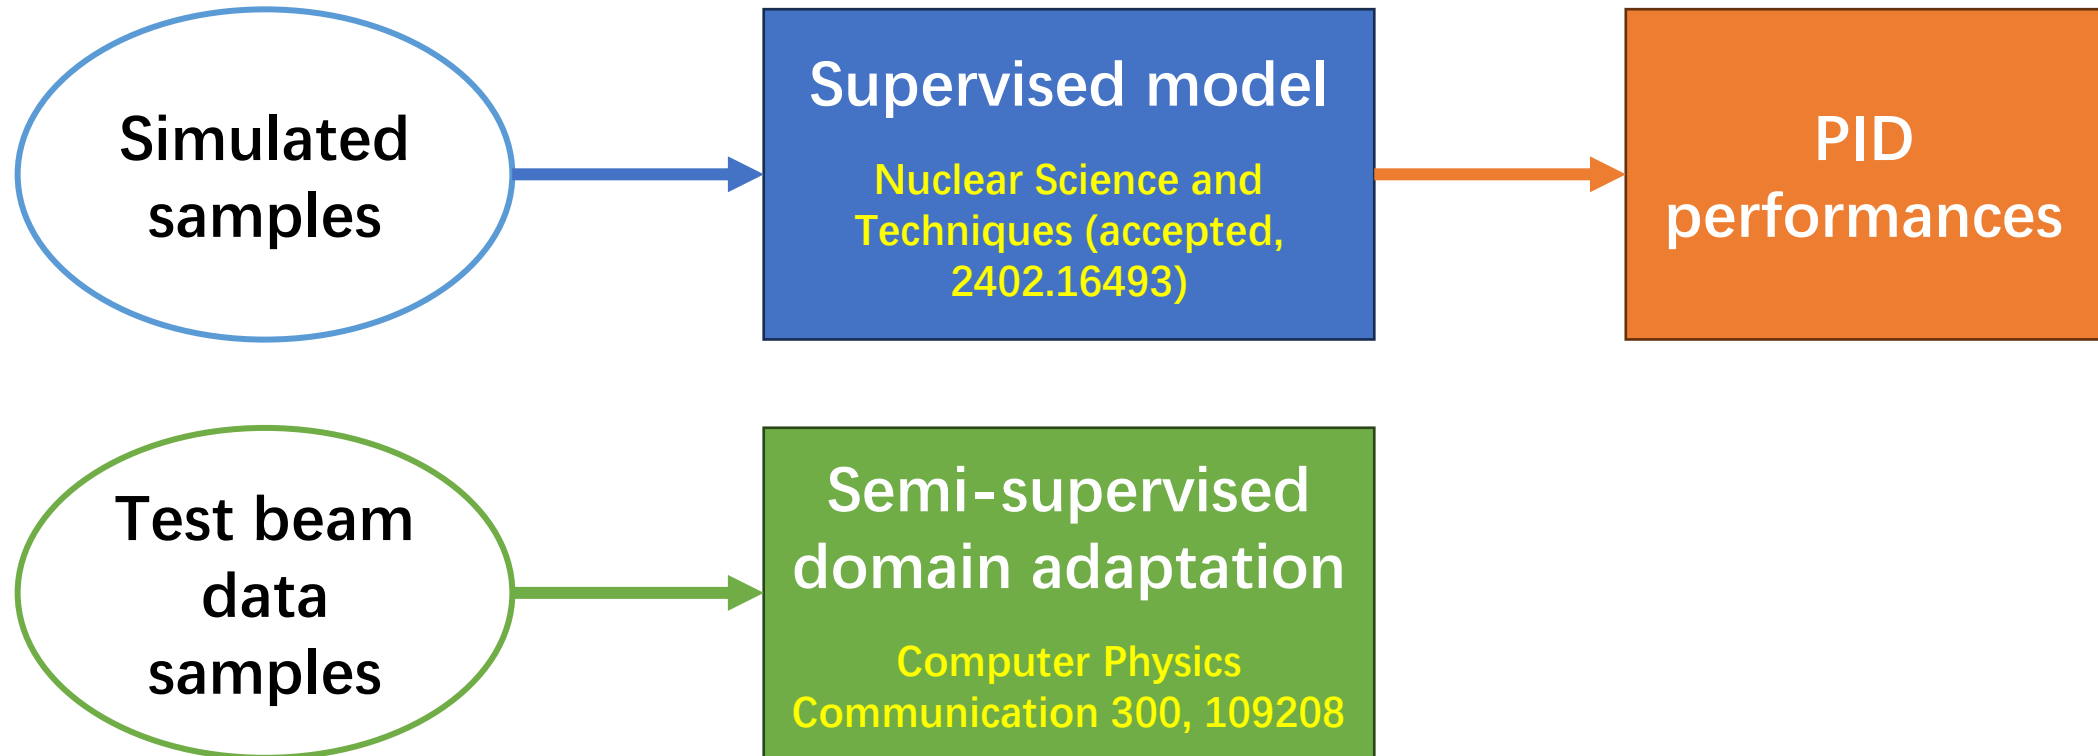 Simulated
samples
Supervised model
Nuclear Science and
Techniques (accepted,
2402.16493)
PID
performances
Test beam
data
samples
Semi-supervised
domain adaptation
Computer Physics
Communication 300, 109208